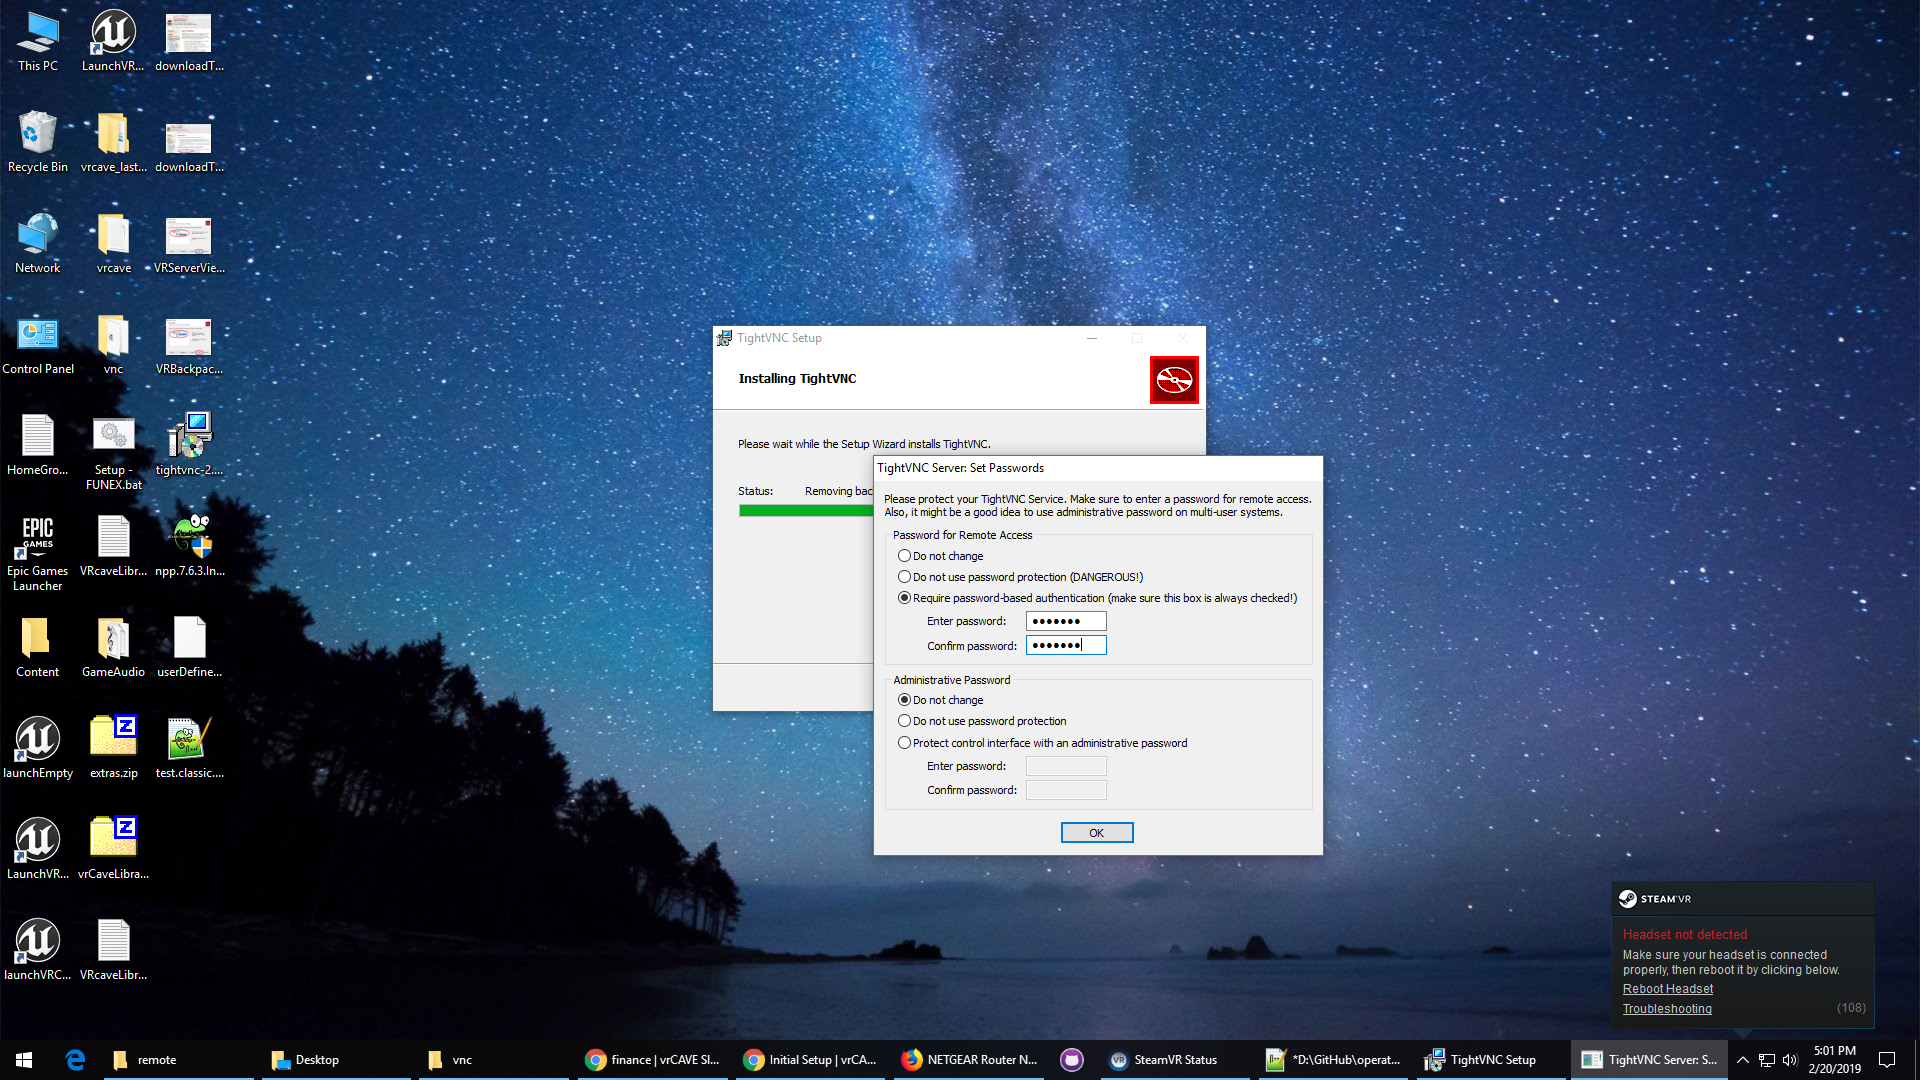 This PC
LaunchVR...
downloadT...
Recycle Bin
vrcave_last...
downloadT...
Network
vrcave
VRServerVie...
Control Panel
vnc
VRBackpac...
HomeGro...
Setup -
FUNEX.bat
tightvnc-2....
EPIC
GAMES
Epic Games
Launcher
VRcaveLibr...
npp.7.6.3.In...
Content
GameAudio
userDefine...
launchEmpty
extras.zip
test.classic....
LaunchVR...
vrCaveLibra...
launchVRC...
VRcaveLibr...
TightVNC Setup
Installing TightVNC
Please wait while the Setup Wizard installs TightVNC.
Status:
Removing bac
TightVNC Server: Set Passwords
Please protect your TightVNC Service. Make sure to enter a password for remote access.
Also, it might be a good idea to use administrative password on multi-user systems.
Password for Remote Access
Do not change
Do not use password protection (DANGEROUS!)
Require password-based authentication (make sure this box is always checked!)
Enter password: •••••••
Confirm password: •••••••
Administrative Password
Do not change
Do not use password protection
Protect control interface with an administrative password
Enter password:
Confirm password:
OK
STEAM VR
Headset not detected
Make sure your headset is connected
properly, then reboot it by clicking below.
Reboot Headset
Troubleshooting
(108)
remote
Desktop
vnc
finance | vrCAVE Sl...
Initial Setup | vrCA...
NETGEAR Router N...
SteamVR Status
*D:\GitHub\operat...
TightVNC Setup
TightVNC Server: S...
5:01 PM
2/20/2019